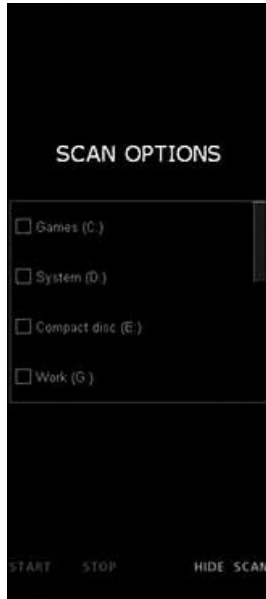 SCAN OPTIONS
Games (C:)
System (D:)
Compact disc (E:)
Work (G:)
START STOP HIDE SCAN